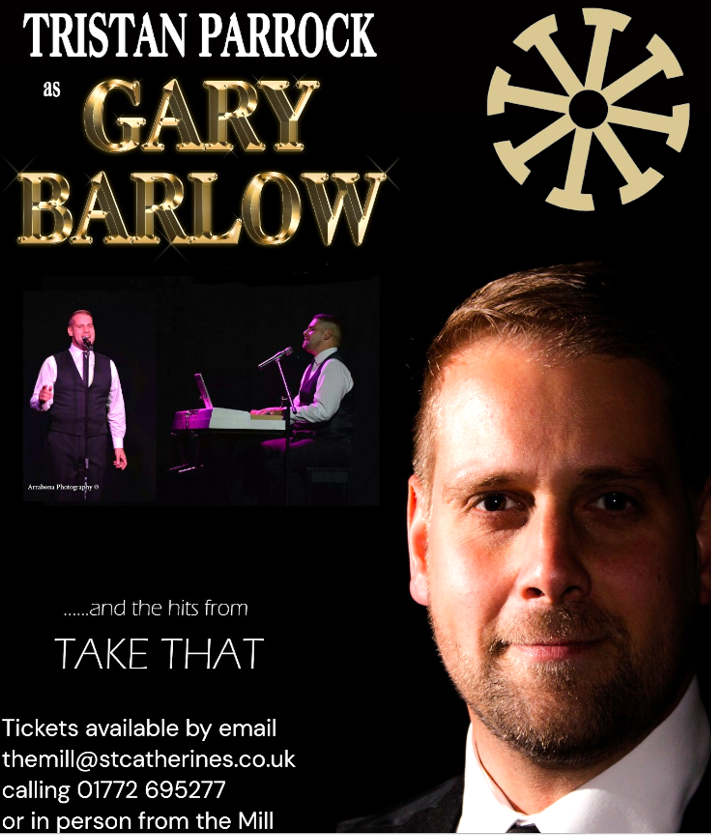 TRISTAN PARROCK
as
GARY
BARLOW
Arrabena Photography ©
......and the hits from
TAKE THAT
Tickets available by email
themill@stcatherines.co.uk
calling 01772 695277
or in person from the Mill